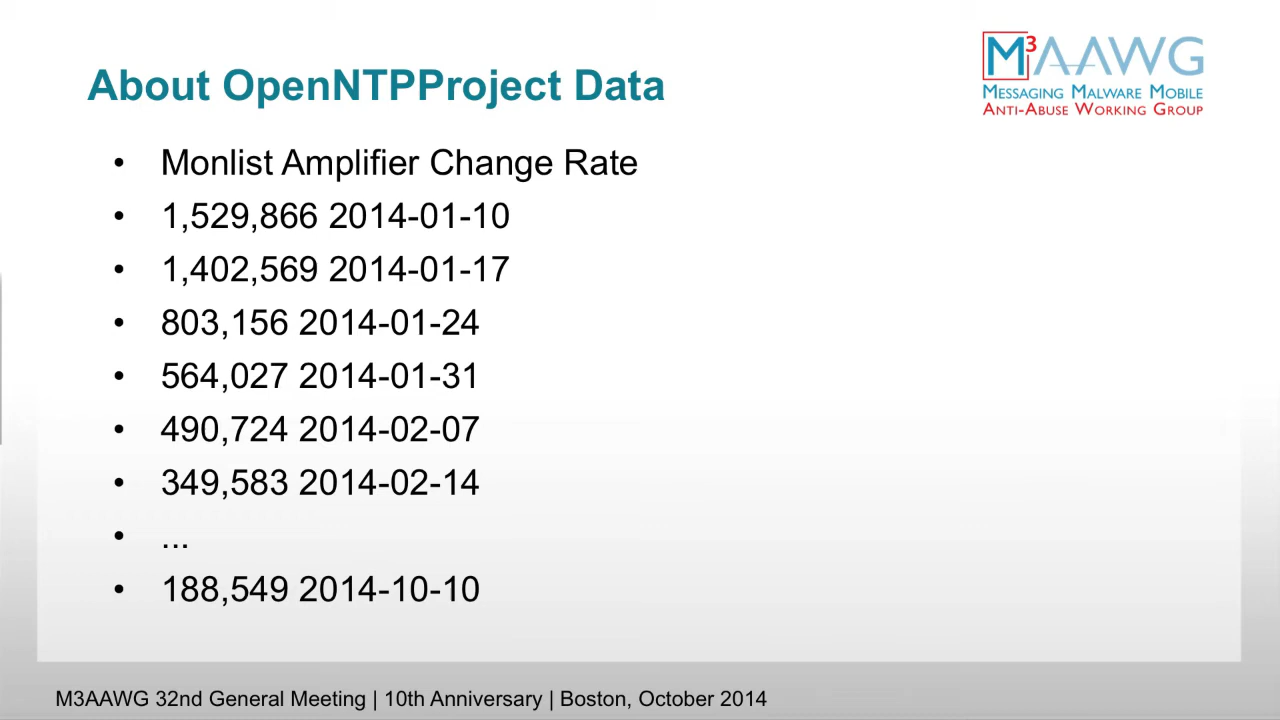 M3AAWG
MESSAGING MALWARE MOBILE
ANTI-ABUSE WORKING GROUP
About OpenNTPProject Data
• Monlist Amplifier Change Rate
• 1,529,866 2014-01-10
• 1,402,569 2014-01-17
• 803,156 2014-01-24
• 564,027 2014-01-31
• 490,724 2014-02-07
• 349,583 2014-02-14
• ...
• 188,549 2014-10-10
M3AAWG 32nd General Meeting | 10th Anniversary | Boston, October 2014